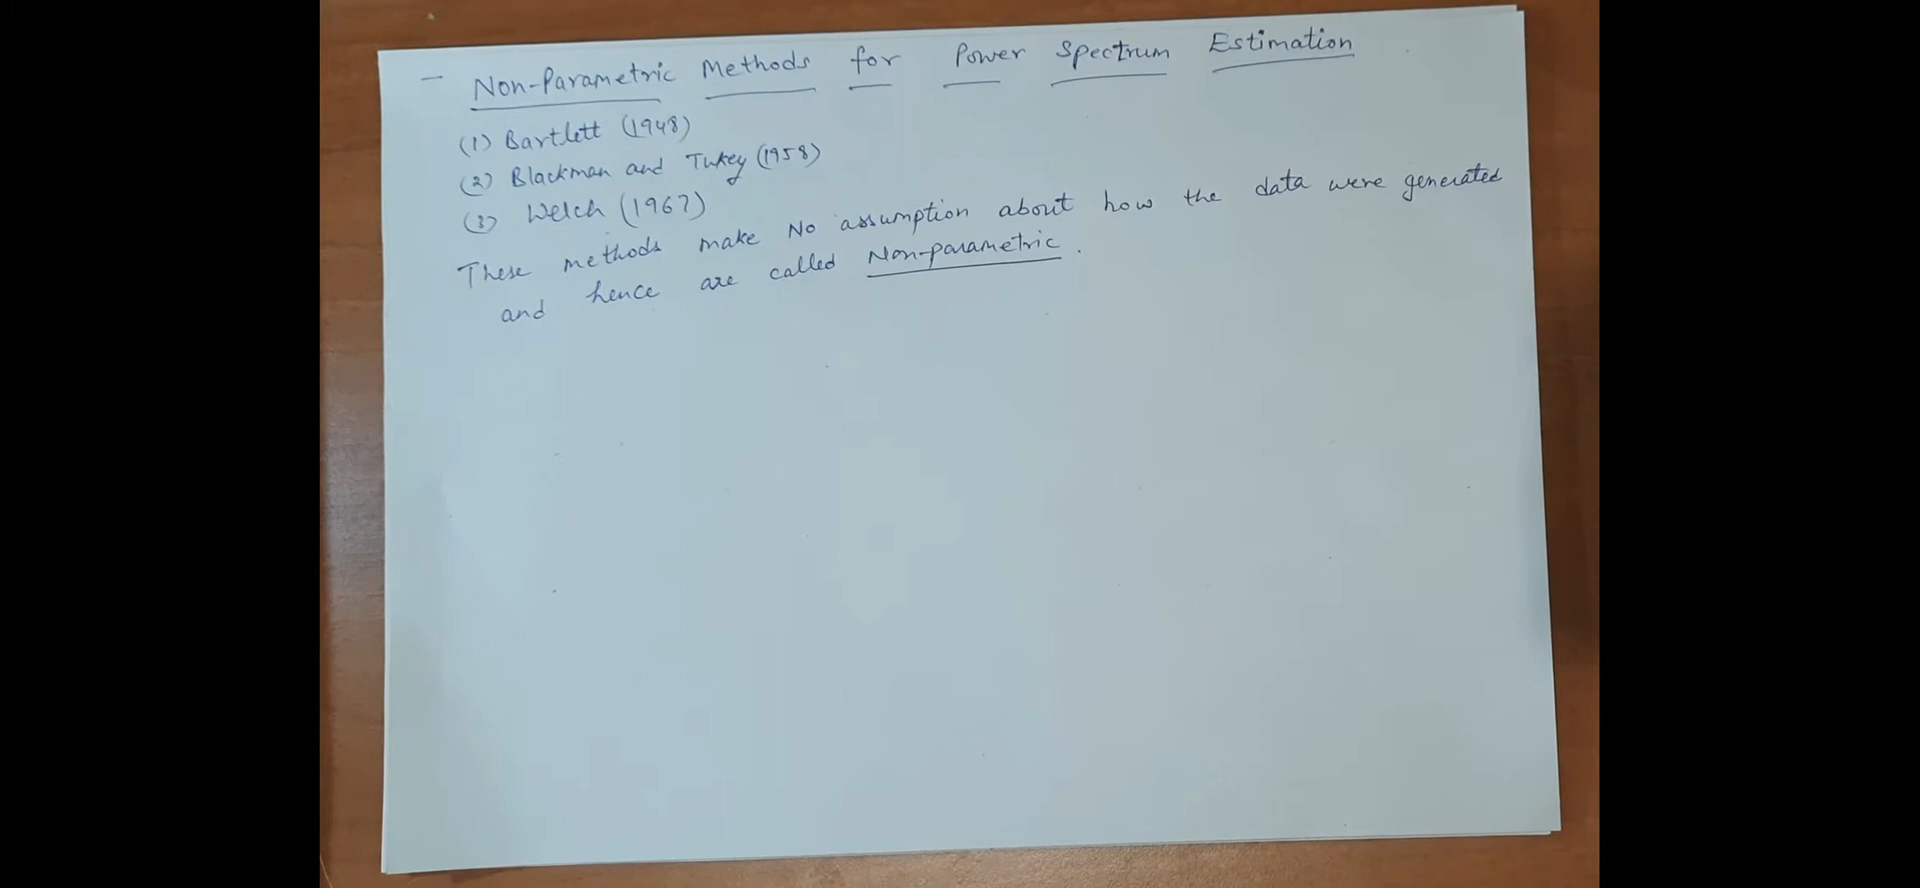 - Non-Parametric Methods for Power Spectrum Estimation
(1) Bartlett (1948)
(2) Blackman and Tukey (1958)
(3) Welch (1967)
These methods make No assumption about how the data were generated
and hence are called Non-parametric.